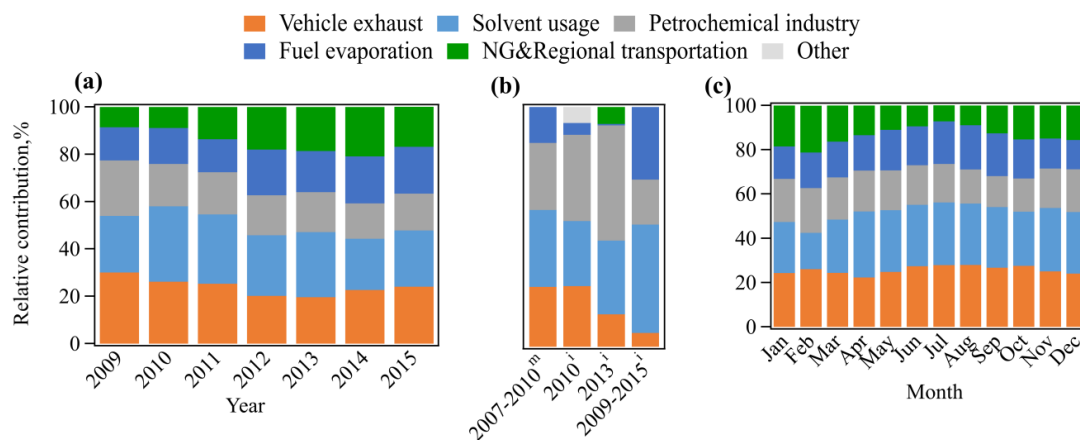 Vehicle exhaust Solvent usage Petrochemical industry
Fuel evaporation NG&Regional transportation Other
(a) (b) (c)
Relative contribution,%
100
80
60
40
20
0
2009 2010 2011 2012 2013 2014 2015
Year
2007-2010ᵐ 2010ⁱ 2013ⁱ 2009-2015ⁱ
100
80
60
40
20
0
Jan Feb Mar Apr May Jun Jul Aug Sep Oct Nov Dec
Month